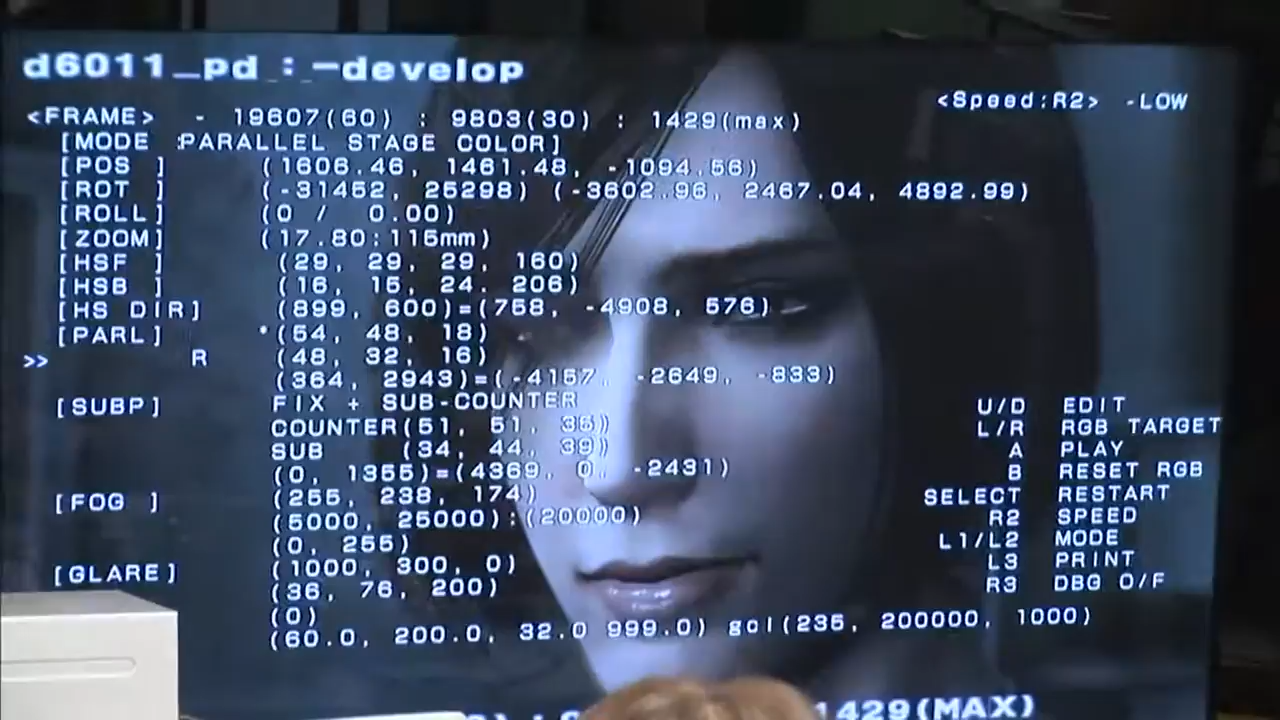 d6011_pd : -develop
<Speed:R2> -LOW
<FRAME> - 19607(60) : 9803(30) : 1429(max)
[MODE :PARALLEL STAGE COLOR]
[POS ] (1606.46, 1461.48, -1094.56)
[ROT ] (-31452, 25298) (-3602.96, 2467.04, 4892.99)
[ROLL] (0 / 0.00)
[ZOOM] (17.80:115mm)
[HSF ] (29, 29, 29, 160)
[HSB ] (16, 15, 24, 206)
[HS DIR] (899, 600)=(758, -4908, 576)
[PARL] *(54, 48, 18)
>> R (48, 32, 16)
(364, 2943)=(-4157, -2649, -833)
[SUBP] FIX + SUB-COUNTER
COUNTER(51, 51, 36)
SUB (34, 44, 39)
(0, 1355)=(4369, 0, -2431)
[FOG ] (255, 238, 174)
(5000, 25000):(20000)
(0, 255)
[GLARE] (1000, 300, 0)
(36, 76, 200)
(0)
(60.0, 200.0, 32.0 999.0) gcl(235, 200000, 1000)
U/D EDIT
L/R RGB TARGET
A PLAY
B RESET RGB
SELECT RESTART
R2 SPEED
L1/L2 MODE
L3 PRINT
R3 DBG O/F
1429(MAX)